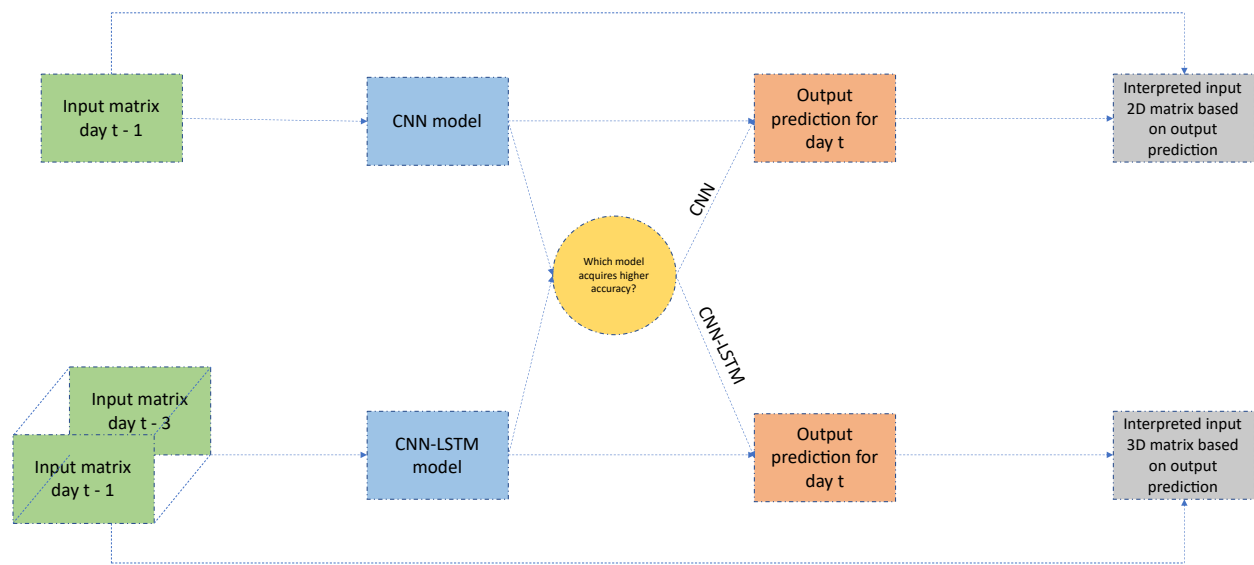 Input matrix
day t - 1
CNN model
Output
prediction for
day t
Interpreted input
2D matrix based
on output
prediction
CNN
Which model
acquires higher
accuracy?
CNN-LSTM
Input matrix
day t - 3
Input matrix
day t - 1
CNN-LSTM
model
Output
prediction for
day t
Interpreted input
3D matrix based
on output
prediction